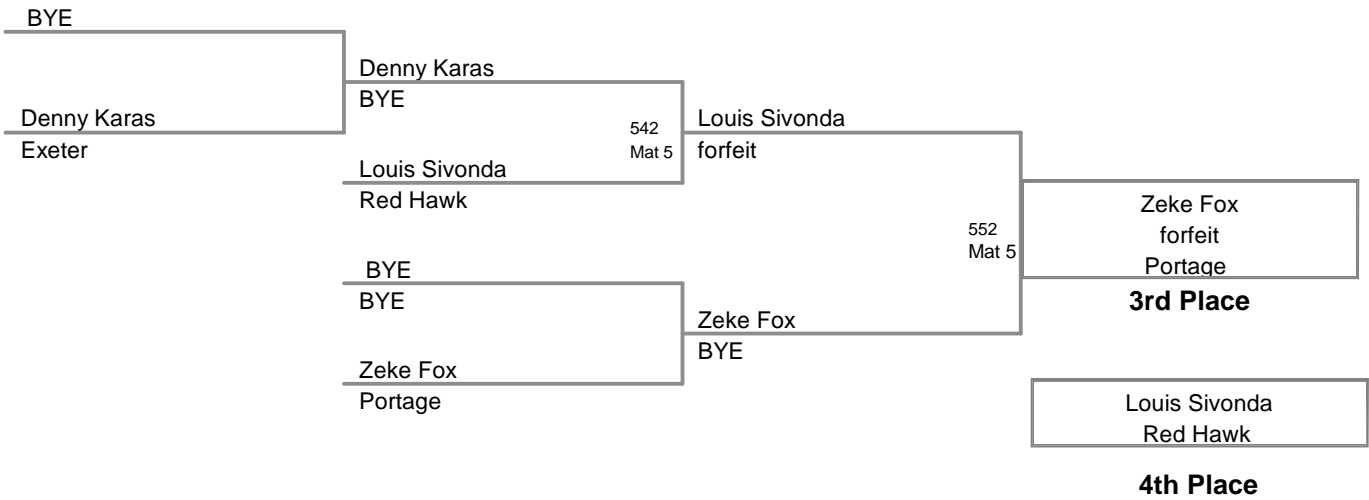 BYE
Denny Karas
Exeter
Denny Karas
BYE
542
Mat 5
Louis Sivonda
Red Hawk
BYE
BYE
Zeke Fox
Portage
Louis Sivonda
forfeit
552
Mat 5
Zeke Fox
BYE
Zeke Fox
forfeit
Portage
3rd Place
Louis Sivonda
Red Hawk
4th Place